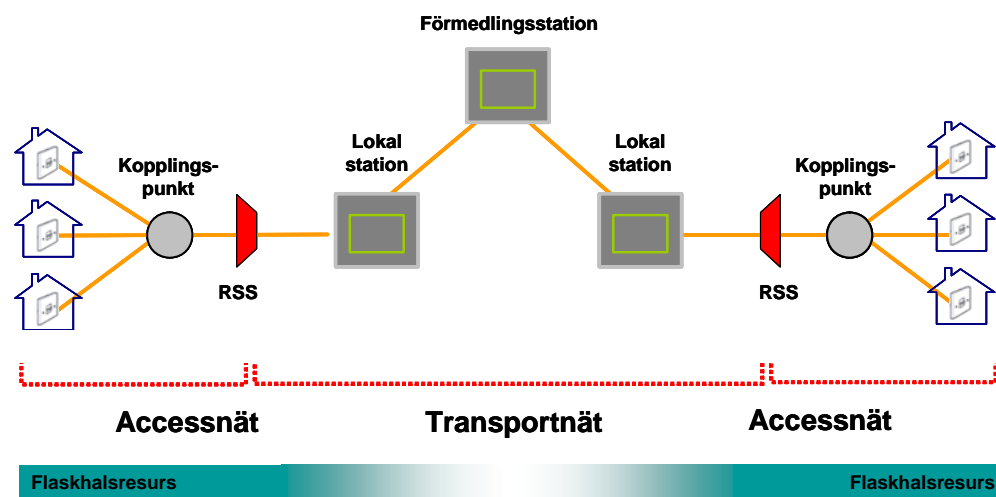 Förmedlingsstation
Lokal
station
Lokal
station
Kopplings-
punkt
Kopplings-
punkt
RSS
RSS
Accessnät
Transportnät
Accessnät
Flaskhalsresurs
Flaskhalsresurs